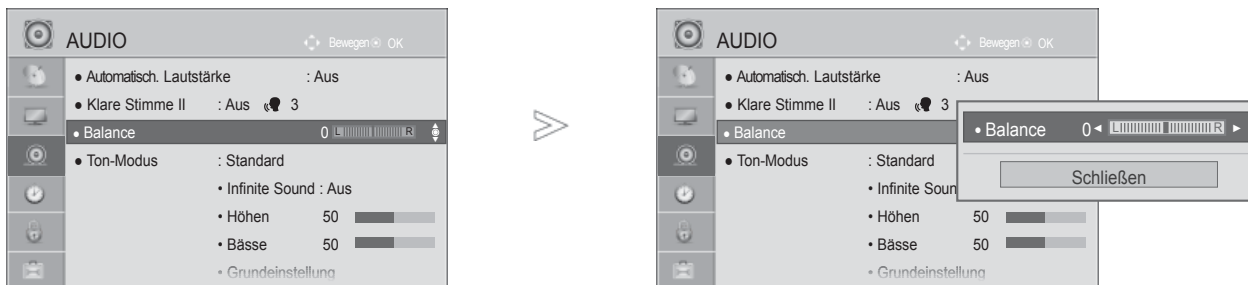 AUDIO
Bewegen OK
● Automatisch. Lautstärke : Aus
● Klare Stimme II : Aus 3
• Balance 0 L R
● Ton-Modus : Standard
• Infinite Sound : Aus
• Höhen 50
• Bässe 50
• Grundeinstellung
AUDIO
Bewegen OK
● Automatisch. Lautstärke : Aus
● Klare Stimme II : Aus 3
• Balance
● Ton-Modus : Standard
• Infinite Soun
• Höhen 50
• Bässe 50
• Grundeinstellung
• Balance 0 ◄ L R ►
Schließen